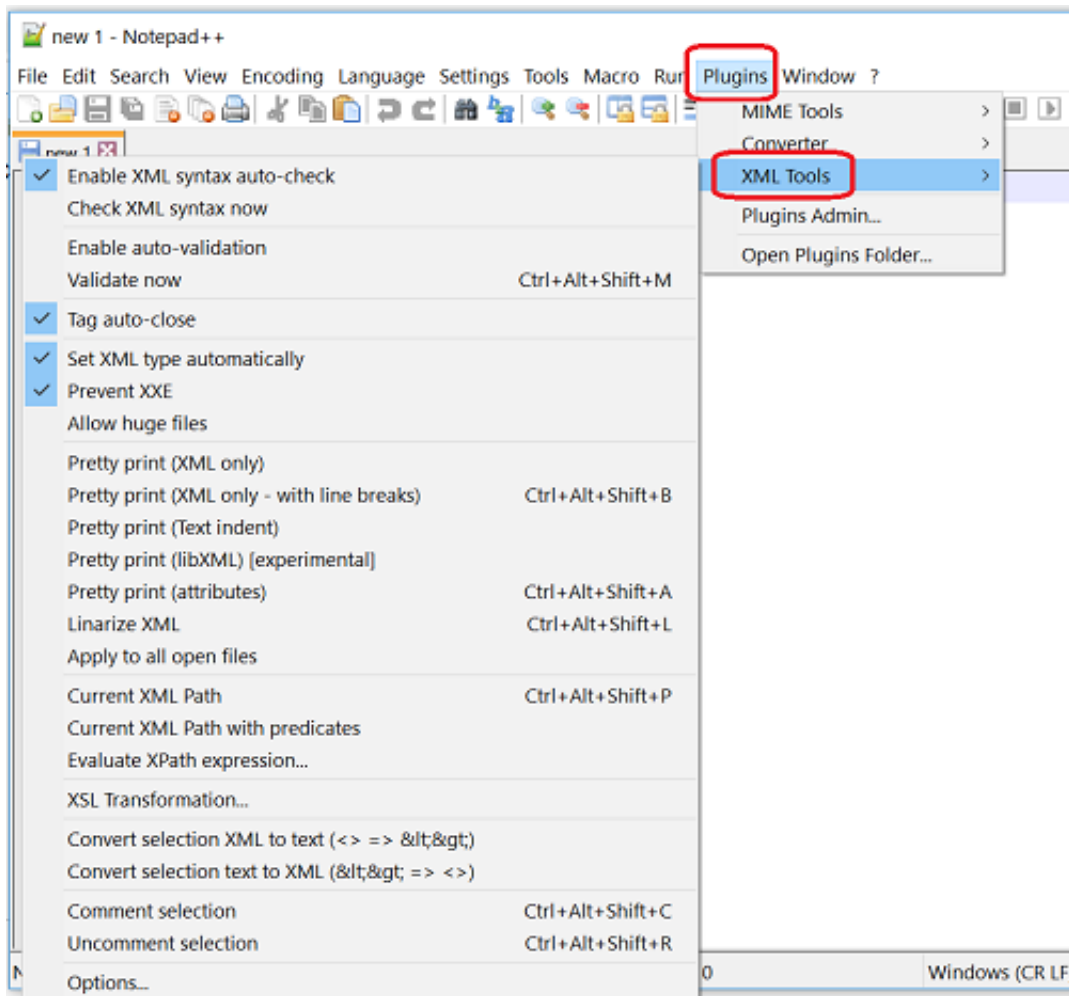 new 1 - Notepad++
File Edit Search View Encoding Language Settings Tools Macro Run Plugins Window ?
MIME Tools
Converter
XML Tools
Plugins Admin...
Open Plugins Folder...
new 1
Enable XML syntax auto-check
Check XML syntax now
Enable auto-validation
Validate now Ctrl+Alt+Shift+M
Tag auto-close
Set XML type automatically
Prevent XXE
Allow huge files
Pretty print (XML only)
Pretty print (XML only - with line breaks) Ctrl+Alt+Shift+B
Pretty print (Text indent)
Pretty print (libXML) [experimental]
Pretty print (attributes) Ctrl+Alt+Shift+A
Linarize XML Ctrl+Alt+Shift+L
Apply to all open files
Current XML Path Ctrl+Alt+Shift+P
Current XML Path with predicates
Evaluate XPath expression...
XSL Transformation...
Convert selection XML to text (<> => &lt;&gt;)
Convert selection text to XML (&lt;&gt; => <>)
Comment selection Ctrl+Alt+Shift+C
Uncomment selection Ctrl+Alt+Shift+R
Options...
N 0 Windows (CR LF